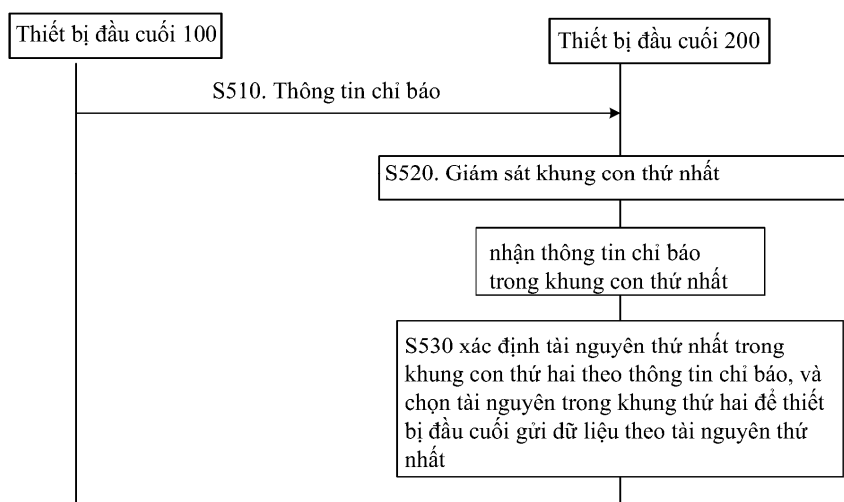 Thiết bị đầu cuối 100
Thiết bị đầu cuối 200
S510. Thông tin chỉ báo
S520. Giám sát khung con thứ nhất
nhận thông tin chỉ báo
trong khung con thứ nhất
S530 xác định tài nguyên thứ nhất trong
khung con thứ hai theo thông tin chỉ báo, và
chọn tài nguyên trong khung thứ hai để thiết
bị đầu cuối gửi dữ liệu theo tài nguyên thứ
nhất